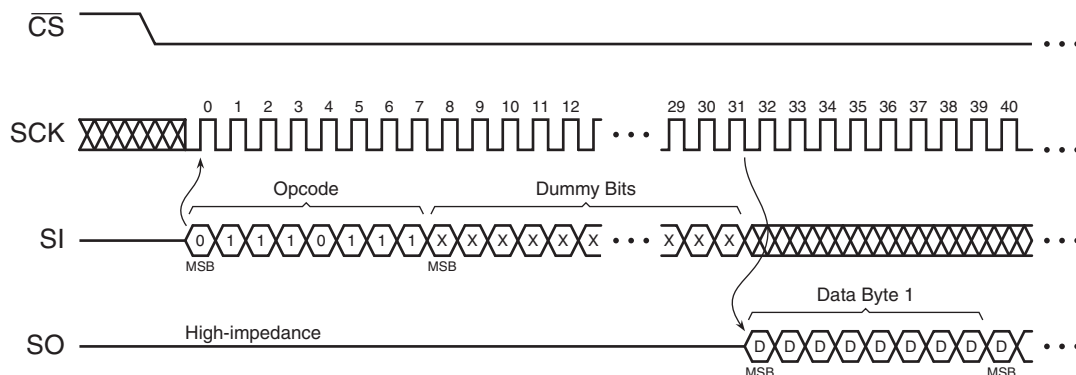 CS
0 1 2 3 4 5 6 7 8 9 10 11 12 29 30 31 32 33 34 35 36 37 38 39 40
SCK
Opcode Dummy Bits
SI 0 1 1 1 0 1 1 1 X X X X X X X X X
MSB MSB
Data Byte 1
High-impedance
SO D D D D D D D D D
MSB MSB